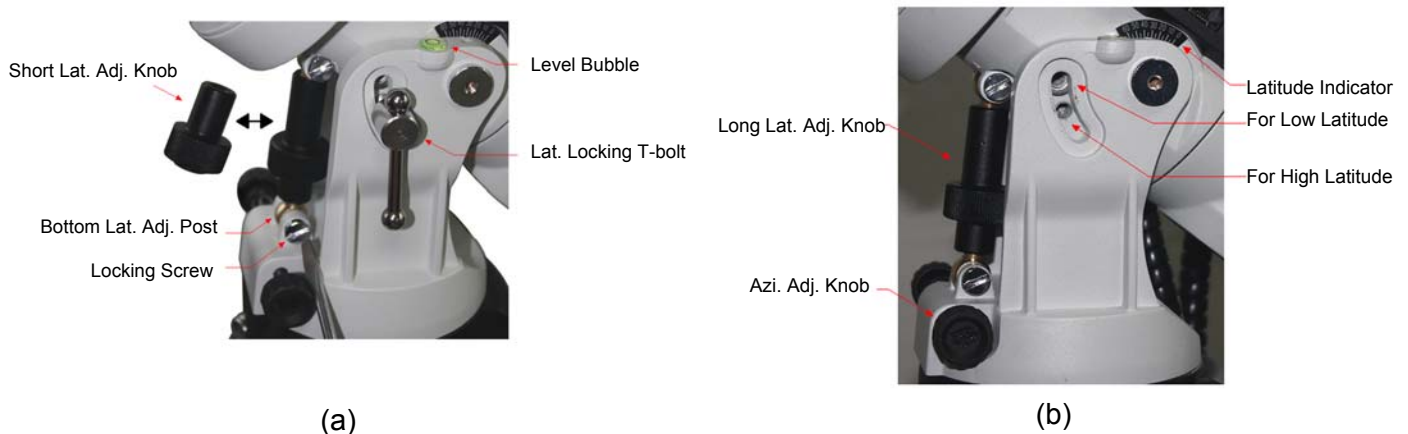 Short Lat. Adj. Knob
Level Bubble
Lat. Locking T-bolt
Bottom Lat. Adj. Post
Locking Screw
(a)
Latitude Indicator
For Low Latitude
Long Lat. Adj. Knob
For High Latitude
Azi. Adj. Knob
(b)